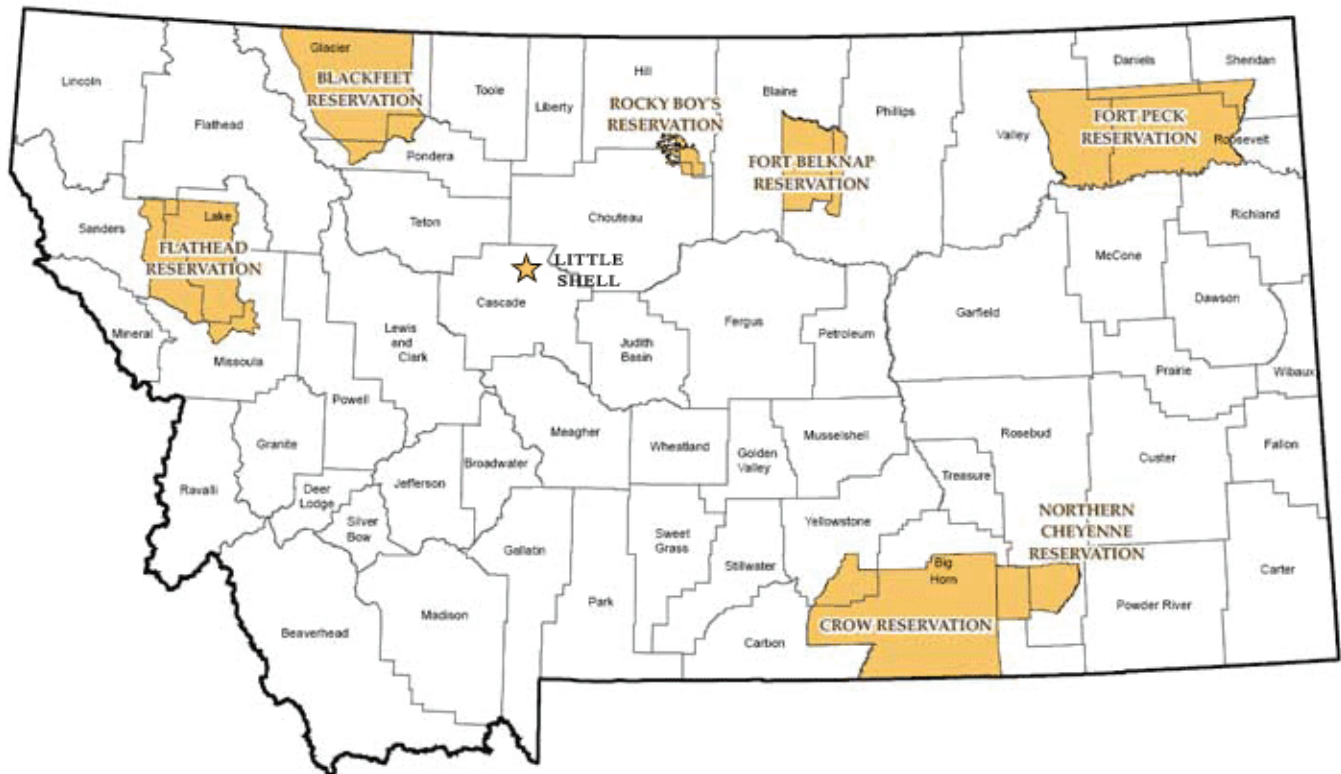 Glacier
BLACKFEET
RESERVATION
Lincoln
Flathead
Toole
Liberty
Hill
ROCKY BOY'S
RESERVATION
Blaine
Phillips
Daniels
Sheridan
Valley
FORT PECK
RESERVATION
Roosevelt
Pondera
FORT BELKNAP
RESERVATION
Sanders
Lake
FLATHEAD
RESERVATION
Teton
Chouteau
Richland
McCone
LITTLE
SHELL
Cascade
Mineral
Missoula
Lewis
and
Clark
Judith
Basin
Fergus
Petroleum
Garfield
Dawson
Prairie
Wibaux
Powell
Granite
Ravalli
Deer
Lodge
Silver
Bow
Jefferson
Broadwater
Meagher
Wheatland
Golden
Valley
Musselshell
Treasure
Rosebud
Custer
Fallon
NORTHERN
CHEYENNE
RESERVATION
Gallatin
Sweet
Grass
Yellowstone
Stillwater
Big
Horn
Carter
Beaverhead
Madison
Park
Carbon
CROW RESERVATION
Powder River